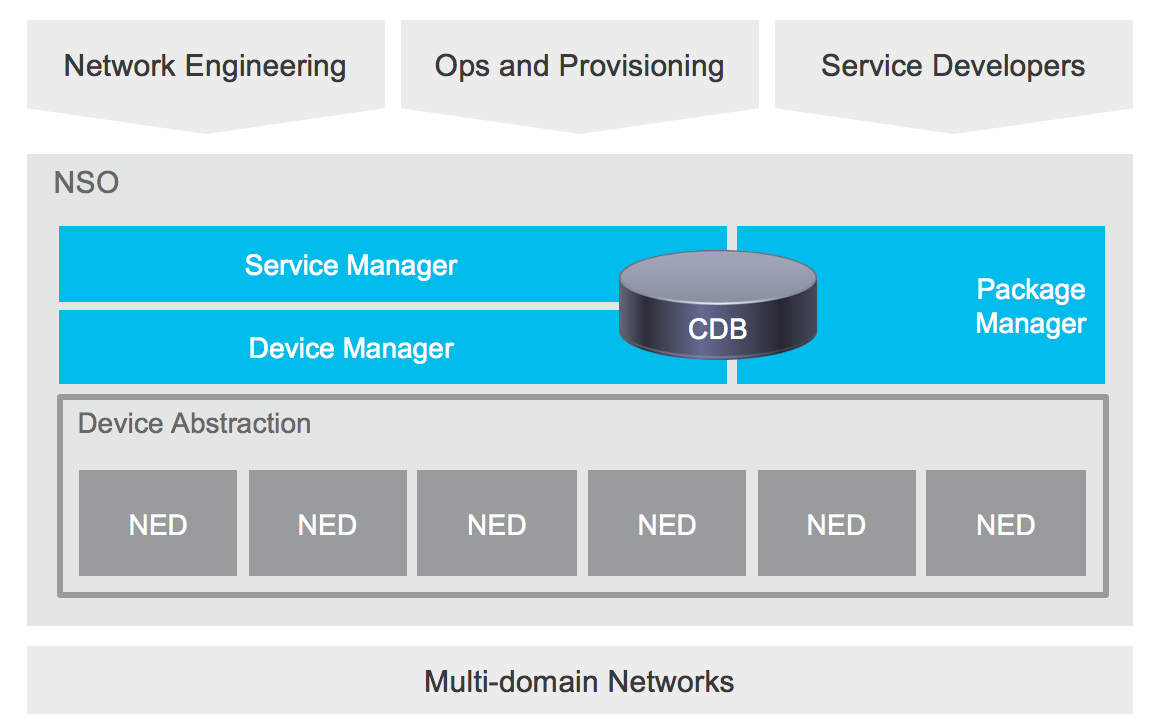 Network Engineering
Ops and Provisioning
Service Developers
NSO
Service Manager
Device Manager
CDB
Package
Manager
Device Abstraction
NED
NED
NED
NED
NED
NED
Multi-domain Networks